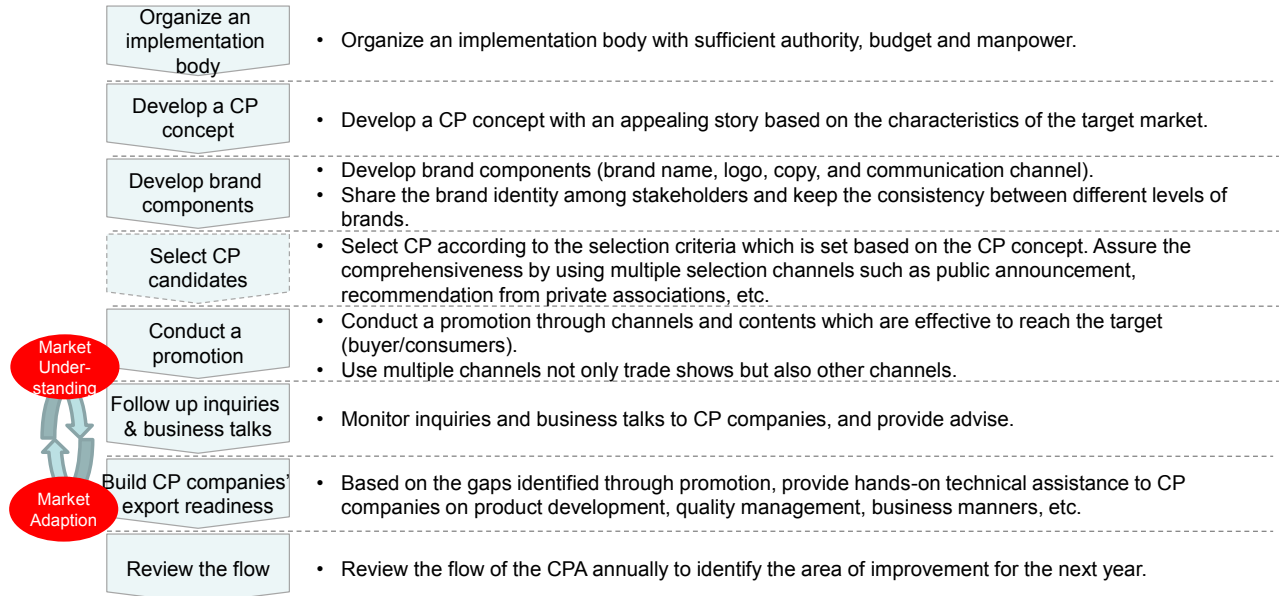 Organize an
implementation
body
• Organize an implementation body with sufficient authority, budget and manpower.
Develop a CP
concept
• Develop a CP concept with an appealing story based on the characteristics of the target market.
Develop brand
components
• Develop brand components (brand name, logo, copy, and communication channel).
• Share the brand identity among stakeholders and keep the consistency between different levels of
brands.
Select CP
candidates
• Select CP according to the selection criteria which is set based on the CP concept. Assure the
comprehensiveness by using multiple selection channels such as public announcement,
recommendation from private associations, etc.
Conduct a
promotion
• Conduct a promotion through channels and contents which are effective to reach the target
(buyer/consumers).
• Use multiple channels not only trade shows but also other channels.
Market
Under-
standing
Follow up inquiries
& business talks
• Monitor inquiries and business talks to CP companies, and provide advise.
Build CP companies’
export readiness
• Based on the gaps identified through promotion, provide hands-on technical assistance to CP
companies on product development, quality management, business manners, etc.
Market
Adaption
Review the flow
• Review the flow of the CPA annually to identify the area of improvement for the next year.